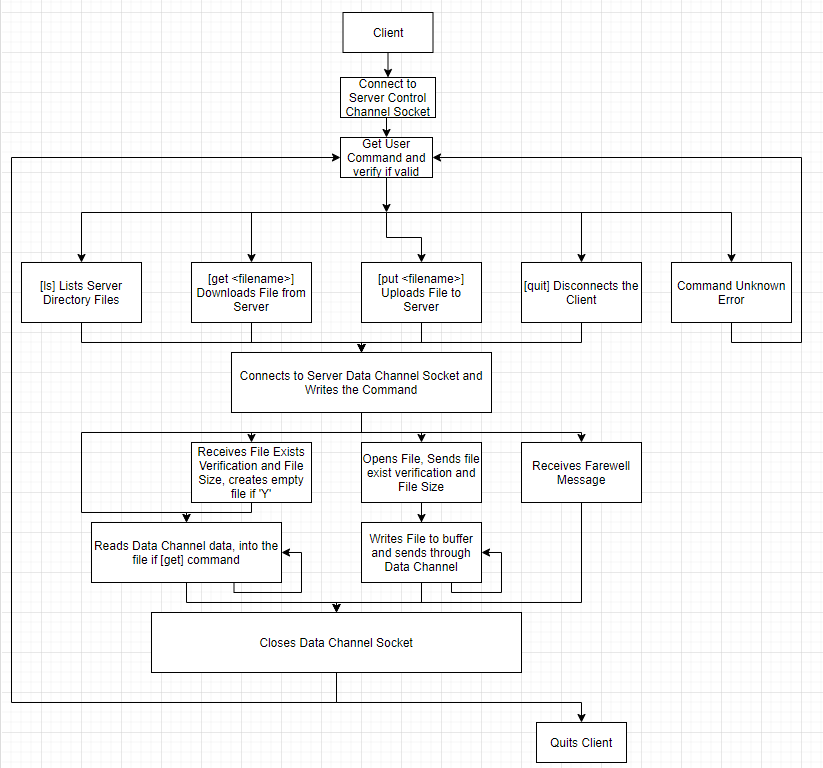 Client
Connect to
Server Control
Channel Socket
Get User
Command and
verify if valid
[ls] Lists Server
Directory Files
[get <filename>]
Downloads File from
Server
[put <filename>]
Uploads File to
Server
[quit] Disconnects the
Client
Command Unknown
Error
Connects to Server Data Channel Socket and
Writes the Command
Receives File Exists
Verification and File
Size, creates empty
file if 'Y'
Opens File, Sends file
exist verification and
File Size
Receives Farewell
Message
Reads Data Channel data, into the
file if [get] command
Writes File to buffer
and sends through
Data Channel
Closes Data Channel Socket
Quits Client